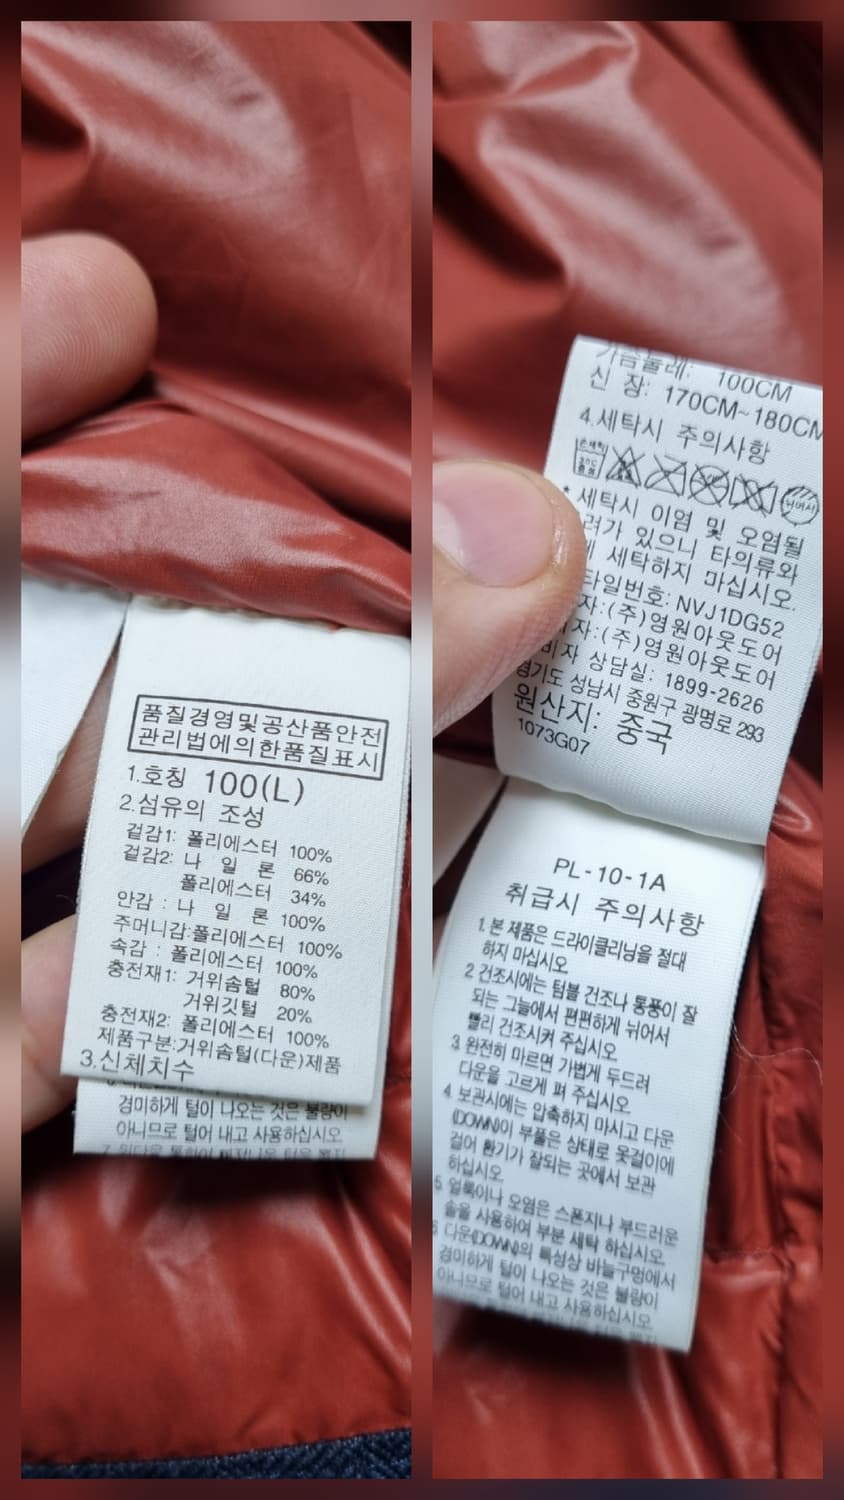 품질경영및공산품안전
관리법에의한품질표시
1.호칭 100(L)
2.섬유의 조성
겉감1: 폴리에스터 100%
겉감2: 나 일 론 66%
폴리에스터 34%
안감 : 나 일 론 100%
주머니감:폴리에스터 100%
속감 : 폴리에스터 100%
충전재1: 거위솜털 80%
거위깃털 20%
충전재2: 폴리에스터 100%
제품구분:거위솜털(다운)제품
3.신체치수
경미하게 털이 나오는 것은 불량이
아니므로 털어 내고 사용하십시오
가슴둘레: 100CM
신 장: 170CM~180CM
4.세탁시 주의사항
손세탁
* 세탁시 이염 및 오염될
려가 있으니 타의류와
세탁하지 마십시오.
타일번호: NVJ1DG52
자:(주)영원아웃도어
자:(주)영원아웃도어
비자 상담실: 1899-2626
경기도 성남시 중원구 광명로 293
원산지: 중국
1073G07
PL-10-1A
취급시 주의사항
1.본 제품은 드라이클리닝을 절대
하지 마십시오
2 건조시에는 텀블 건조나 통풍이 잘
되는 그늘에서 편편하게 뉘어서
빨리 건조시켜 주십시오
3 완전히 마르면 가볍게 두드려
다운을 고르게 펴 주십시오
4. 보관시에는 압축하지 마시고 다운
(DOWN)이 부풀은 상태로 옷걸이에
걸어 환기가 잘되는 곳에서 보관
하십시오
5 얼룩이나 오염은 스폰지나 부드러운
솔을 사용하여 부분 세탁 하십시오
6 다운(DOWN)의 특성상 바늘구멍에서
경미하게 털이 나오는 것은 불량이
아니므로 털어 내고 사용하십시오